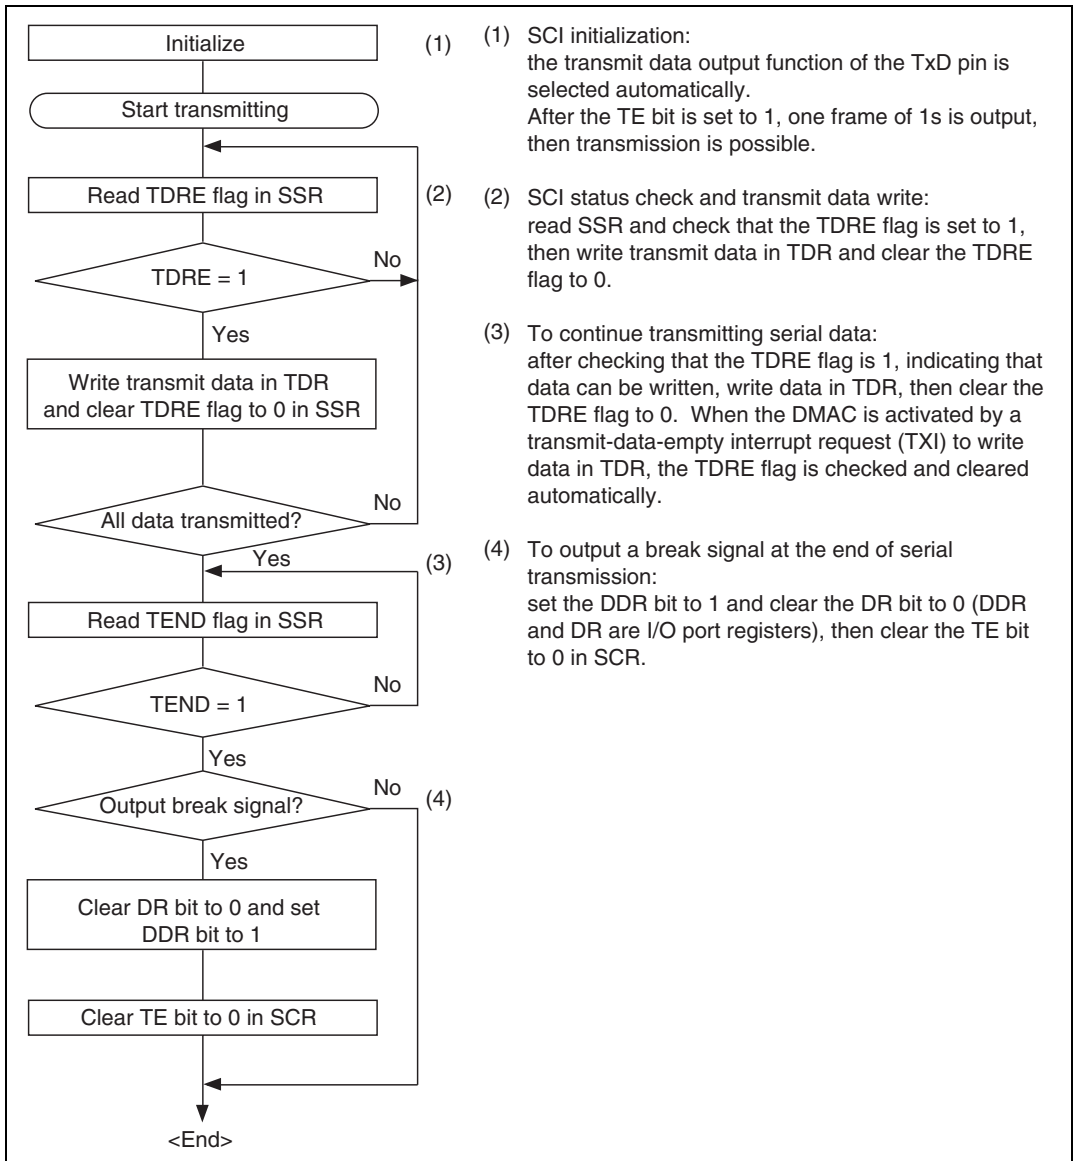 Initialize
(1)
Start transmitting
Read TDRE flag in SSR
(2)
TDRE = 1
No
Yes
Write transmit data in TDR
and clear TDRE flag to 0 in SSR
All data transmitted?
No
Yes
(3)
Read TEND flag in SSR
TEND = 1
No
Yes
Output break signal?
No
(4)
Yes
Clear DR bit to 0 and set
DDR bit to 1
Clear TE bit to 0 in SCR
<End>
(1) SCI initialization:
the transmit data output function of the TxD pin is
selected automatically.
After the TE bit is set to 1, one frame of 1s is output,
then transmission is possible.
(2) SCI status check and transmit data write:
read SSR and check that the TDRE flag is set to 1,
then write transmit data in TDR and clear the TDRE
flag to 0.
(3) To continue transmitting serial data:
after checking that the TDRE flag is 1, indicating that
data can be written, write data in TDR, then clear the
TDRE flag to 0. When the DMAC is activated by a
transmit-data-empty interrupt request (TXI) to write
data in TDR, the TDRE flag is checked and cleared
automatically.
(4) To output a break signal at the end of serial
transmission:
set the DDR bit to 1 and clear the DR bit to 0 (DDR
and DR are I/O port registers), then clear the TE bit
to 0 in SCR.